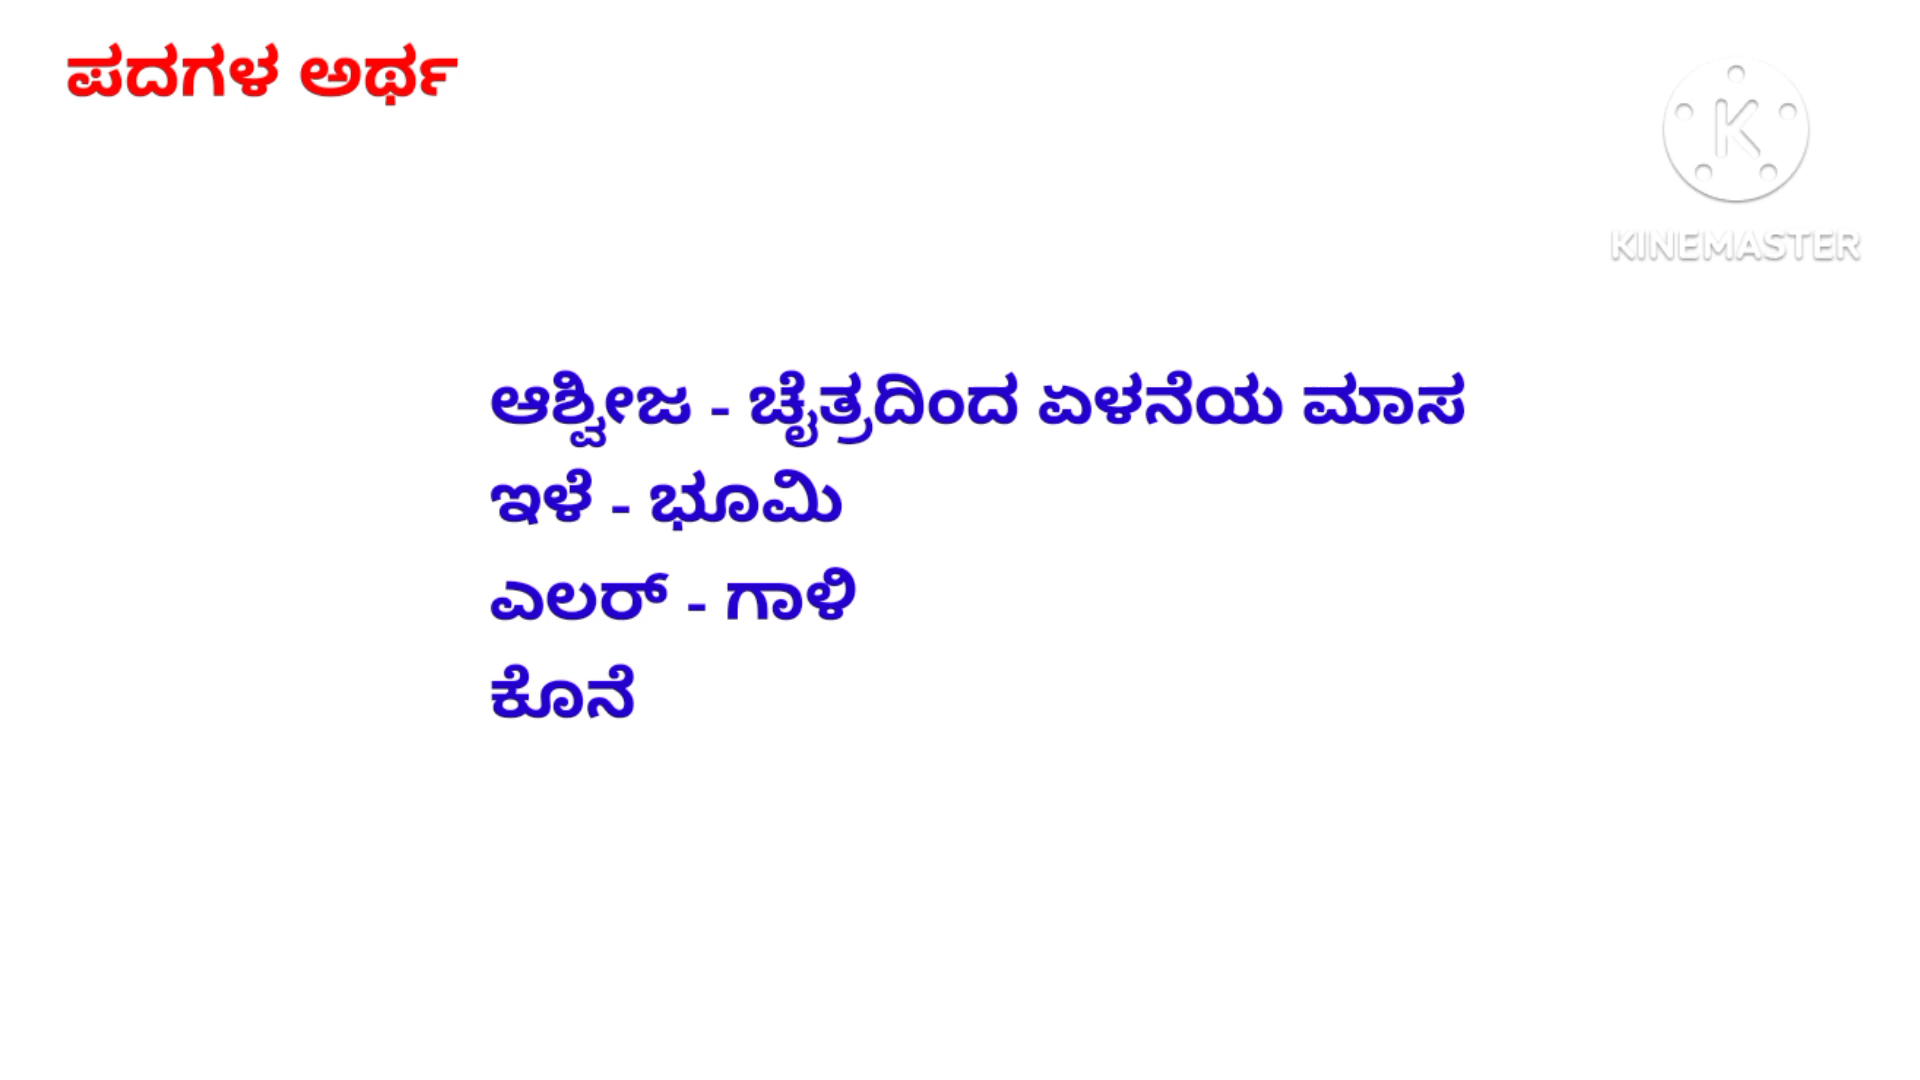 ಪದಗಳ ಅರ್ಥ
KINEMASTER
ಆಶ್ವೀಜ - ಚೈತ್ರದಿಂದ ಏಳನೆಯ ಮಾಸ
ಇಳೆ - ಭೂಮಿ
ಎಲರ್ - ಗಾಳಿ
ಕೊನೆ